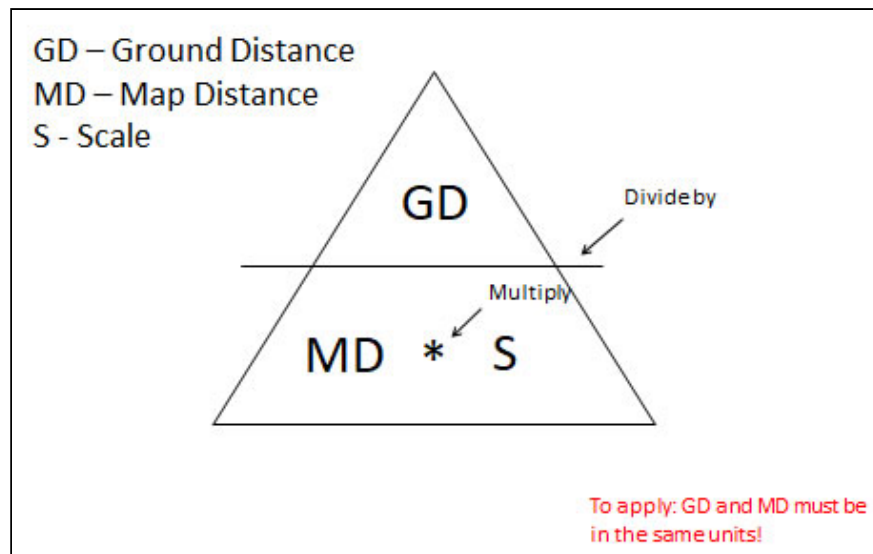 GD – Ground Distance
MD – Map Distance
S - Scale
GD
Divide by
Multiply
MD * S
To apply: GD and MD must be
in the same units!